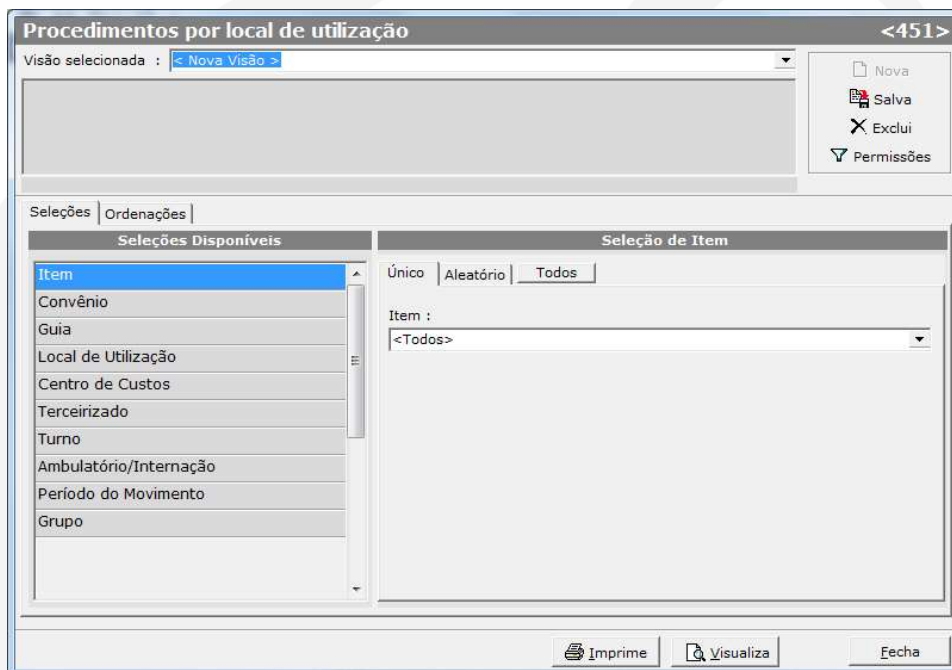 Procedimentos por local de utilização <451>
Visão selecionada : < Nova Visão >
Nova
Salva
Exclui
Permissões
Seleções Ordenações
Seleções Disponíveis
Item
Convênio
Guia
Local de Utilização
Centro de Custos
Terceirizado
Turno
Ambulatório/Internação
Período do Movimento
Grupo
Seleção de Item
Único Aleatório Todos
Item :
<Todos>
Imprime Visualiza Fecha